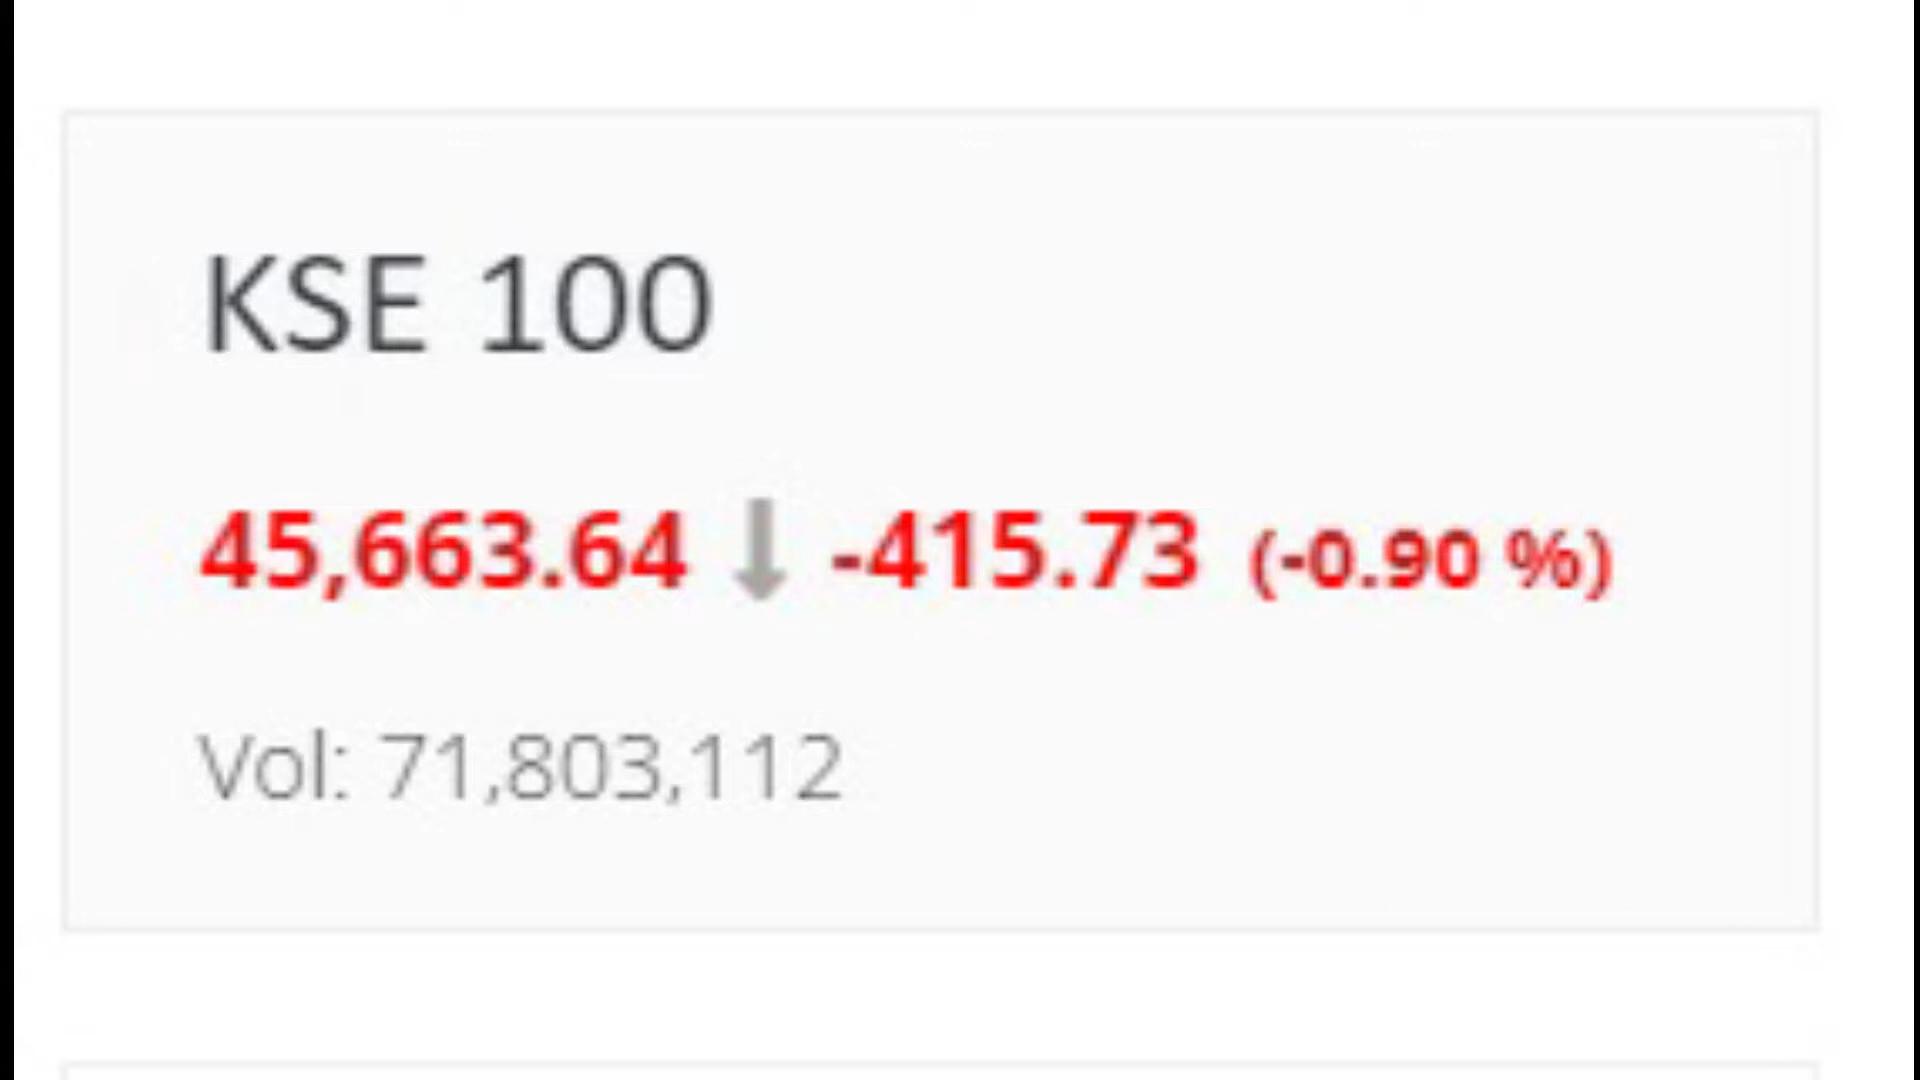 KSE 100
45,663.64 ⬇ -415.73 (-0.90 %)
Vol: 71,803,112